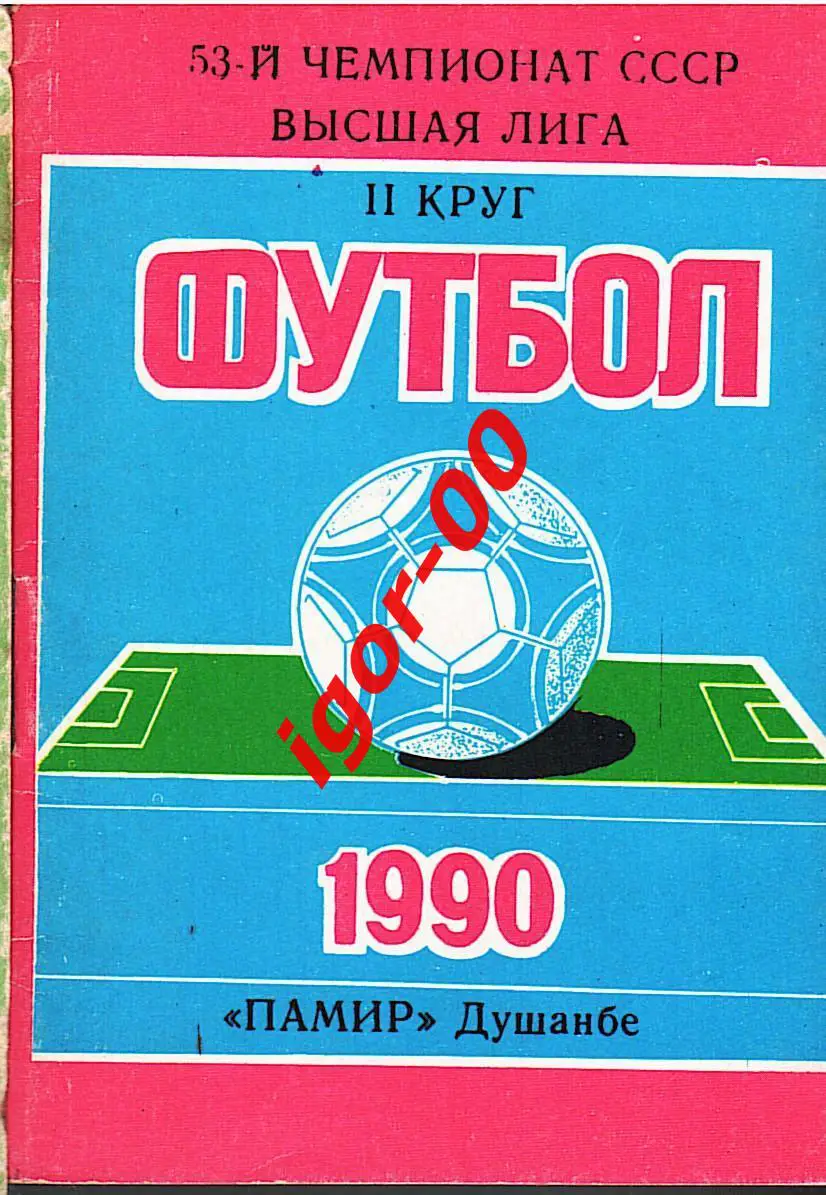 53-Й ЧЕМПИОНАТ СССР
ВЫСШАЯ ЛИГА
II КРУГ
ФУТБОЛ
igor-00
1990
«ПАМИР» Душанбе